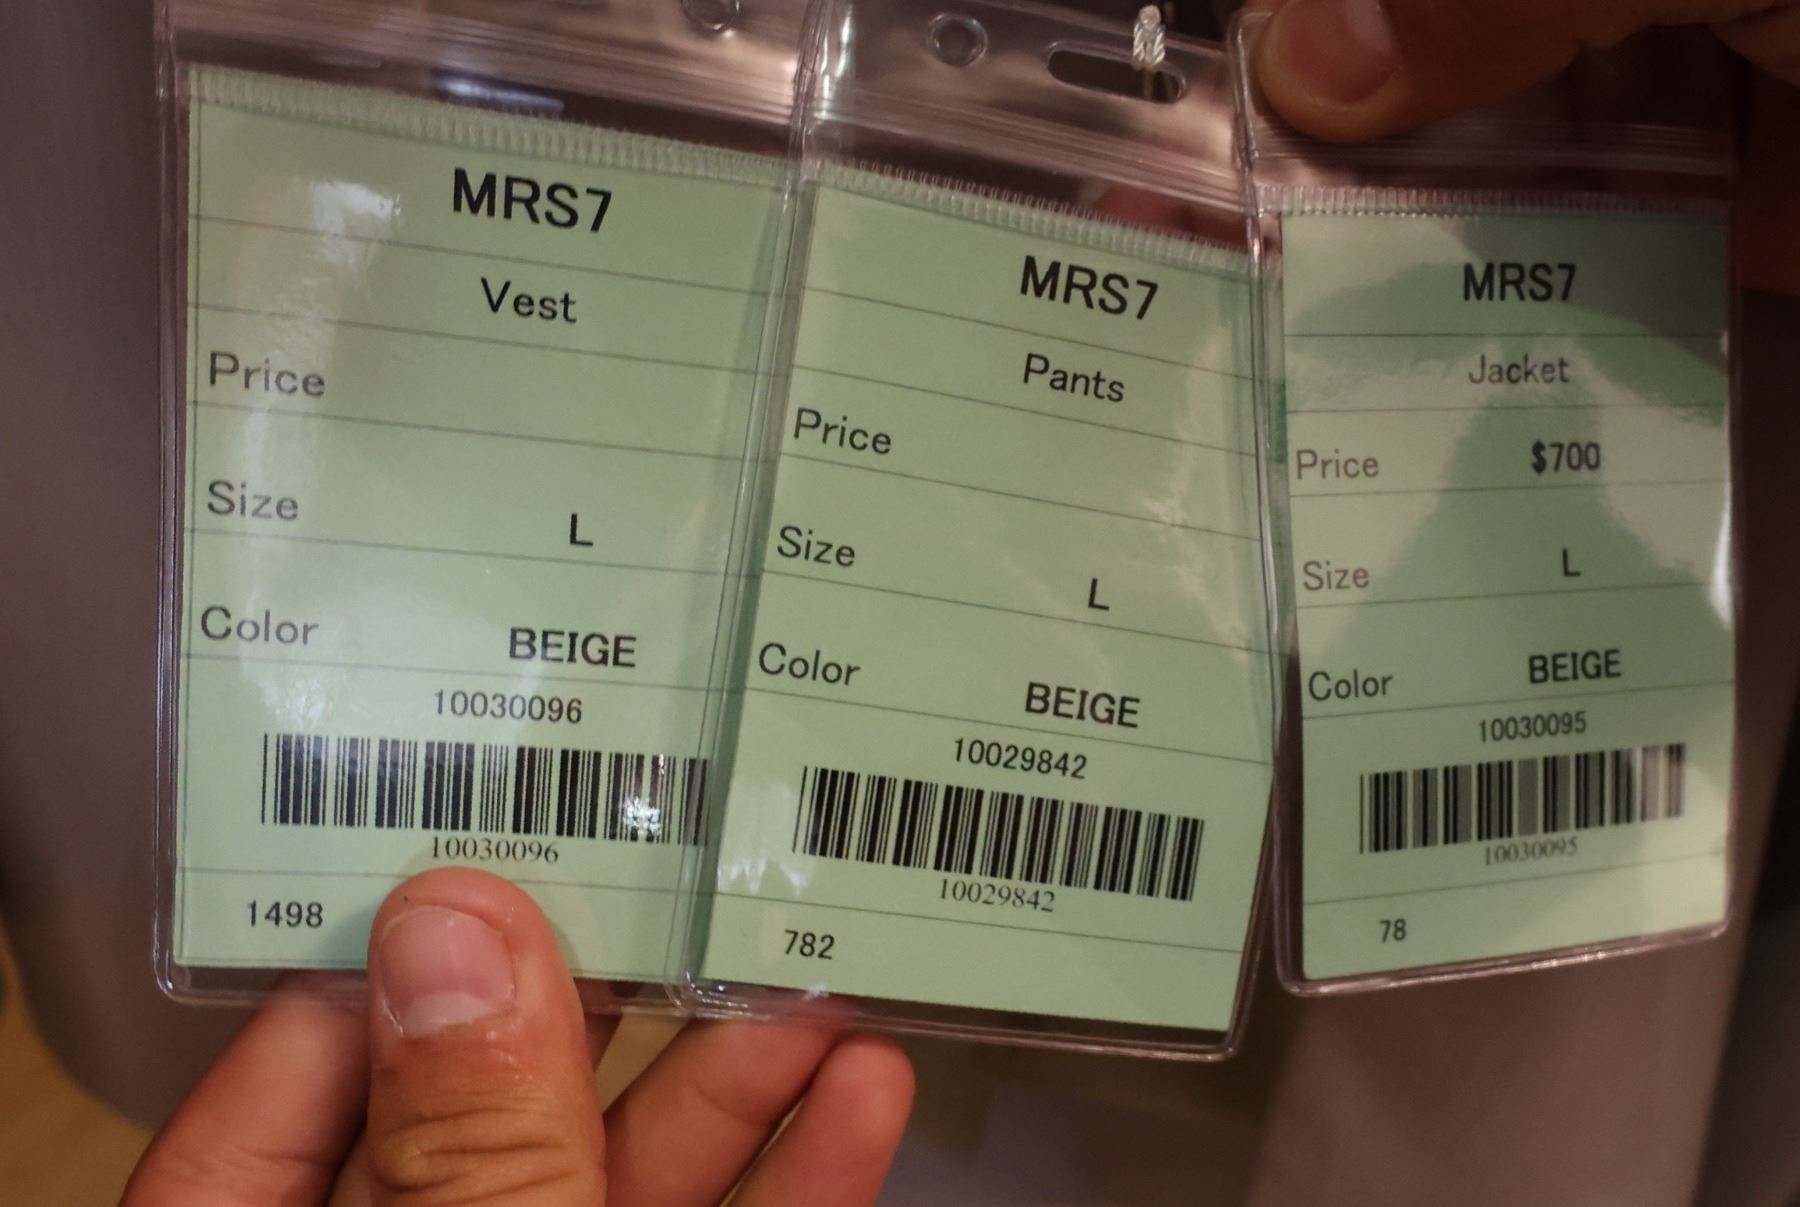 MRS7
Vest
Price
Size L
Color BEIGE
10030096
10030096
1498
MRS7
Pants
Price
Size L
Color BEIGE
10029842
10029842
782
MRS7
Jacket
Price $700
Size L
Color BEIGE
10030095
10030095
78